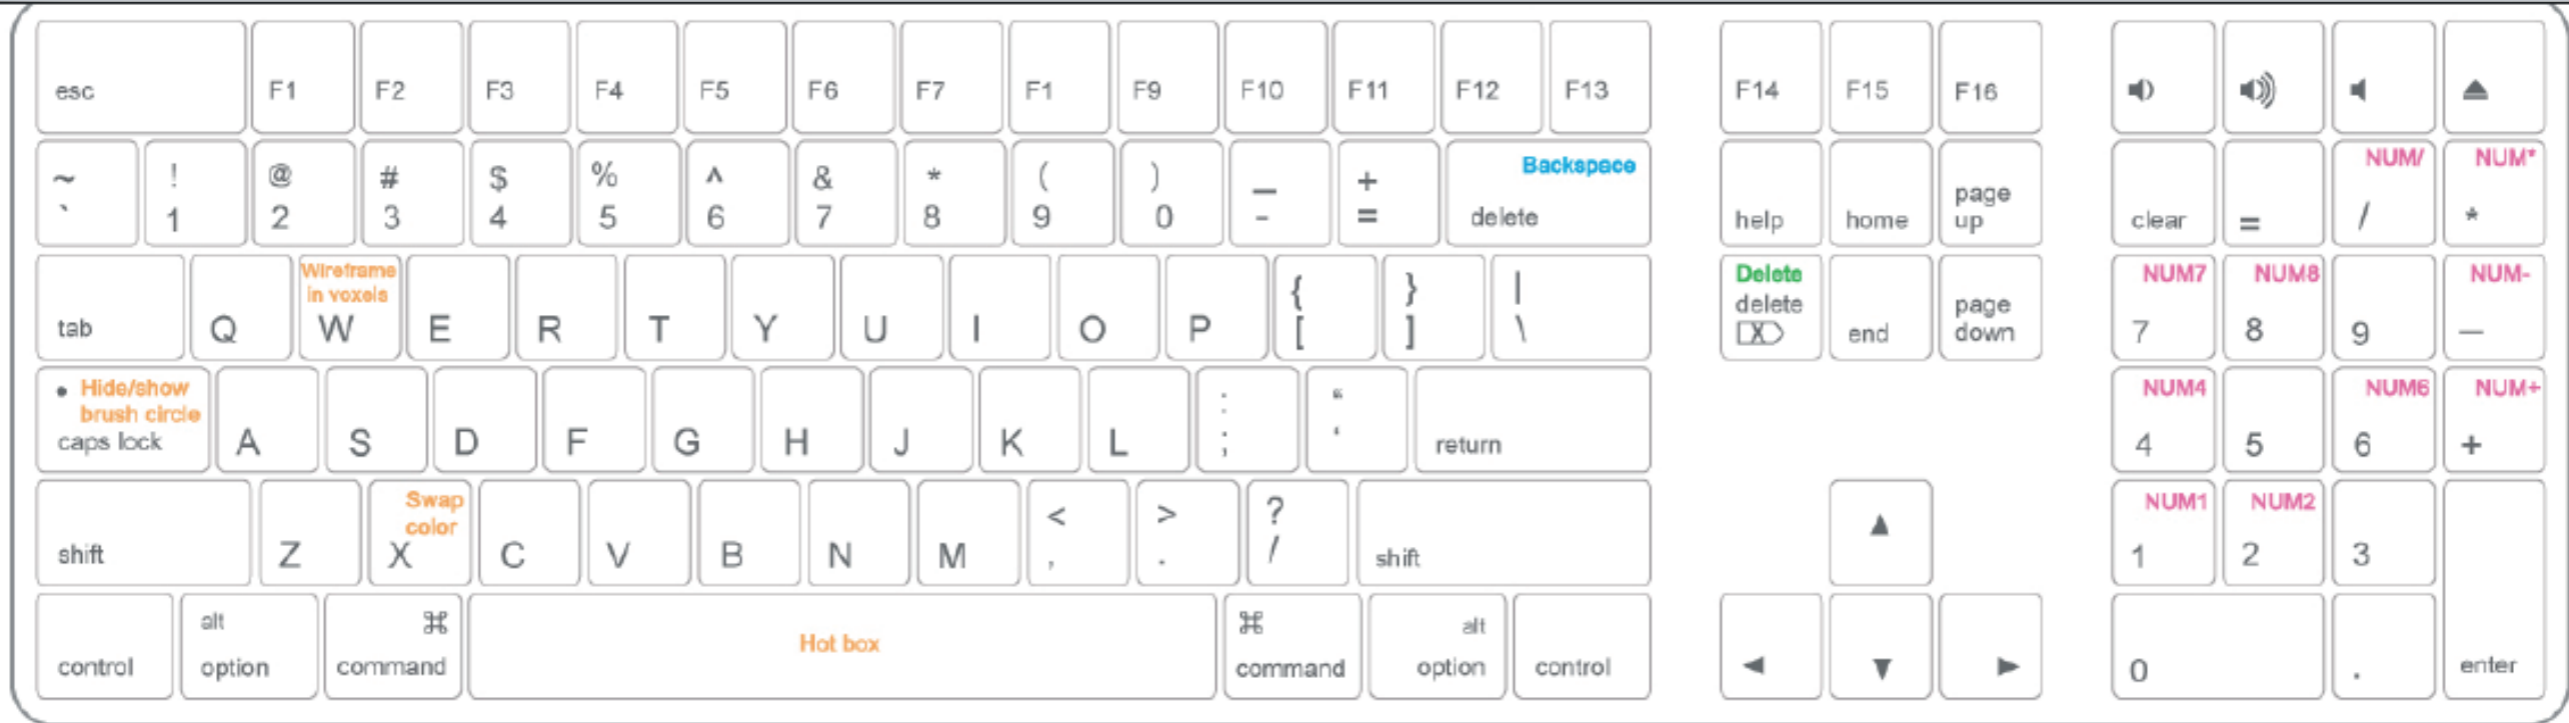 esc F1 F2 F3 F4 F5 F6 F7 F1 F9 F10 F11 F12 F13 F14 F15 F16
Backspace NUM/ NUM*
~ ! @ # $ % ^ & * ( ) _ + page
` 1 2 3 4 5 6 7 8 9 0 - = delete help home up clear = / *
Wireframe Delete NUM7 NUM8 NUM-
in voxels { } | delete page
tab Q W E R T Y U I O P [ ] \ end down 7 8 9 –
• Hide/show NUM4 NUM6 NUM+
brush circle : “
caps lock A S D F G H J K L ; ‘ return 4 5 6 +
Swap NUM1 NUM2
color < > ?
shift Z X C V B N M , . / shift 1 2 3
alt ⌘ Hot box ⌘ alt
control option command command option control 0 . enter